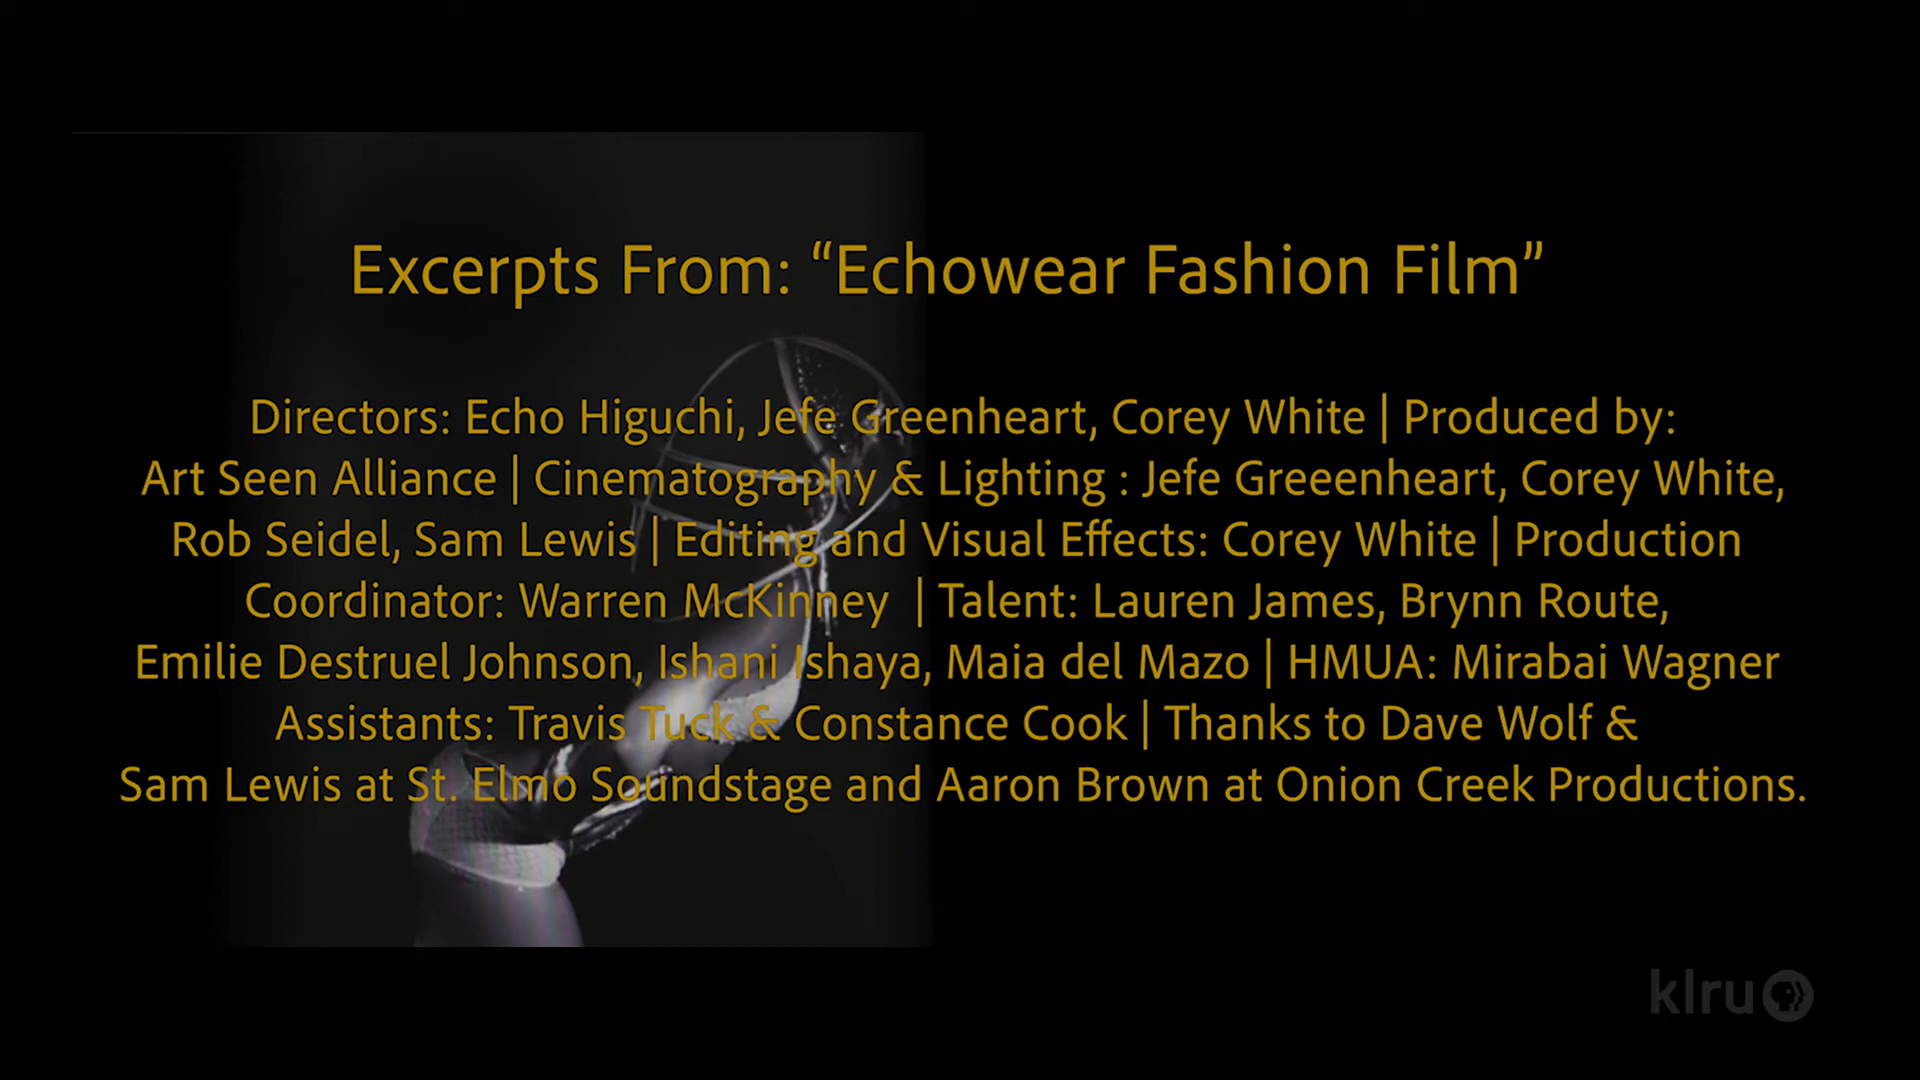 Excerpts From: “Echowear Fashion Film”
Directors: Echo Higuchi, Jefe Greenheart, Corey White | Produced by:
Art Seen Alliance | Cinematography & Lighting : Jefe Greeenheart, Corey White,
Rob Seidel, Sam Lewis | Editing and Visual Effects: Corey White | Production
Coordinator: Warren McKinney | Talent: Lauren James, Brynn Route,
Emilie Destruel Johnson, Ishani Ishaya, Maia del Mazo | HMUA: Mirabai Wagner
Assistants: Travis Tuck & Constance Cook | Thanks to Dave Wolf &
Sam Lewis at St. Elmo Soundstage and Aaron Brown at Onion Creek Productions.
klru